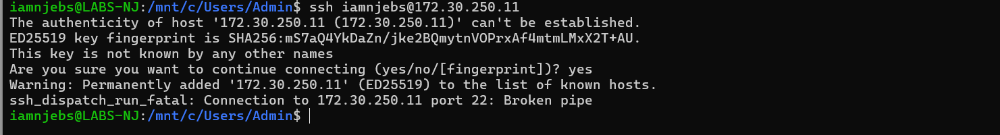 iamnjebs@LABS-NJ:/mnt/c/Users/Admin$ ssh iamnjebs@172.30.250.11
The authenticity of host '172.30.250.11 (172.30.250.11)' can't be established.
ED25519 key fingerprint is SHA256:mS7aQ4YkDaZn/jke2BQmytnVOPrxAf4mtmLMxX2T+AU.
This key is not known by any other names
Are you sure you want to continue connecting (yes/no/[fingerprint])? yes
Warning: Permanently added '172.30.250.11' (ED25519) to the list of known hosts.
ssh_dispatch_run_fatal: Connection to 172.30.250.11 port 22: Broken pipe
iamnjebs@LABS-NJ:/mnt/c/Users/Admin$